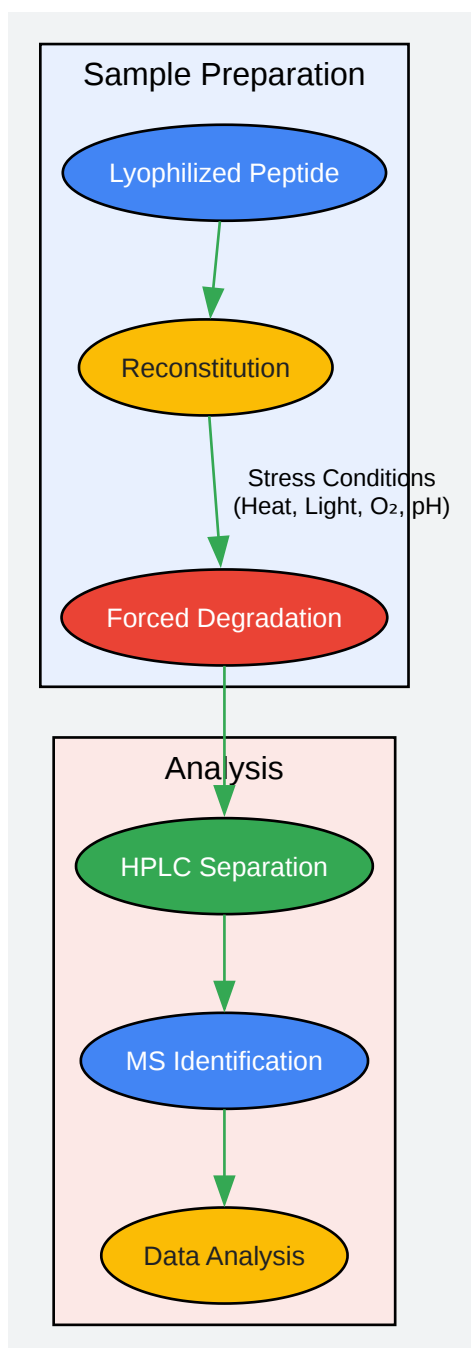 Sample Preparation
Lyophilized Peptide
Reconstitution
Stress Conditions
(Heat, Light, O₂, pH)
Forced Degradation
Analysis
HPLC Separation
MS Identification
Data Analysis